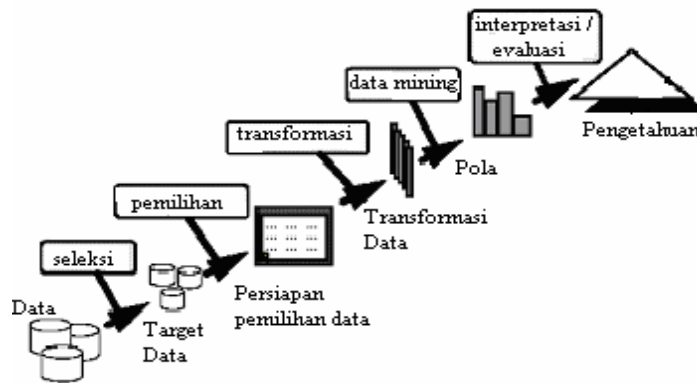 interpretasi /
evaluasi
data mining
Pengetahuan
transformasi
Pola
pemilihan
Transformasi
Data
seleksi
Persiapan
pemilihan data
Data
Target
Data